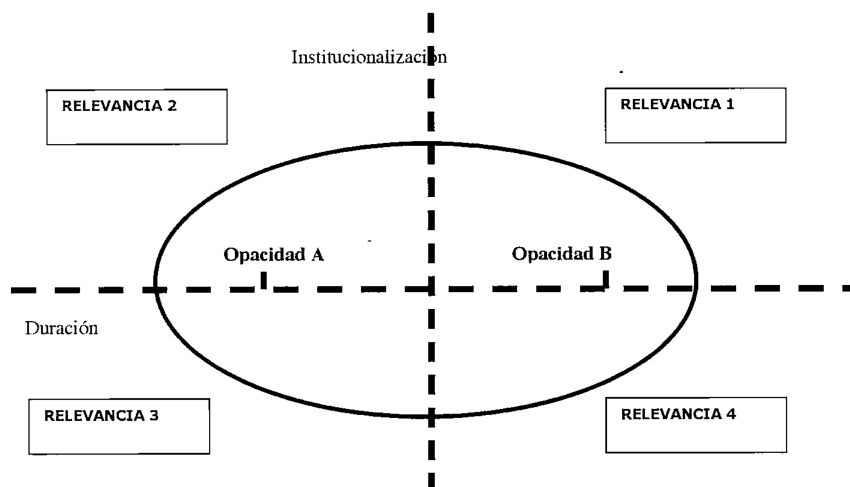 Institucionalización
RELEVANCIA 2
RELEVANCIA 1
Opacidad A
Opacidad B
Duración
RELEVANCIA 3
RELEVANCIA 4